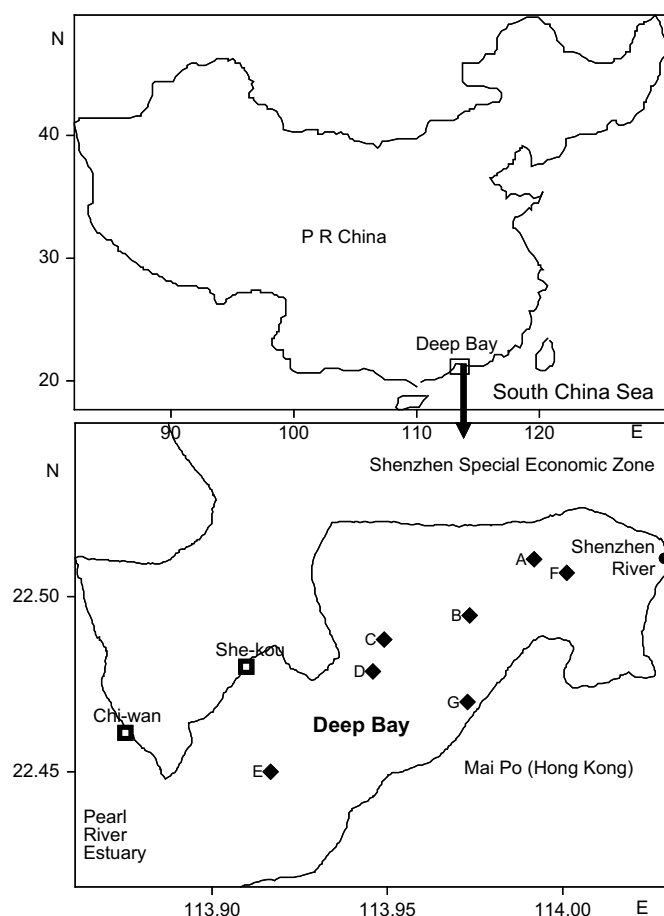 N
40
30
20
P R China
Deep Bay
South China Sea
90
100
110
120
E
N
Shenzhen Special Economic Zone
Shenzhen
River
A
F
22.50
B
C
She-kou
D
G
Chi-wan
Deep Bay
Mai Po (Hong Kong)
22.45
E
Pearl
River
Estuary
113.90
113.95
114.00
E